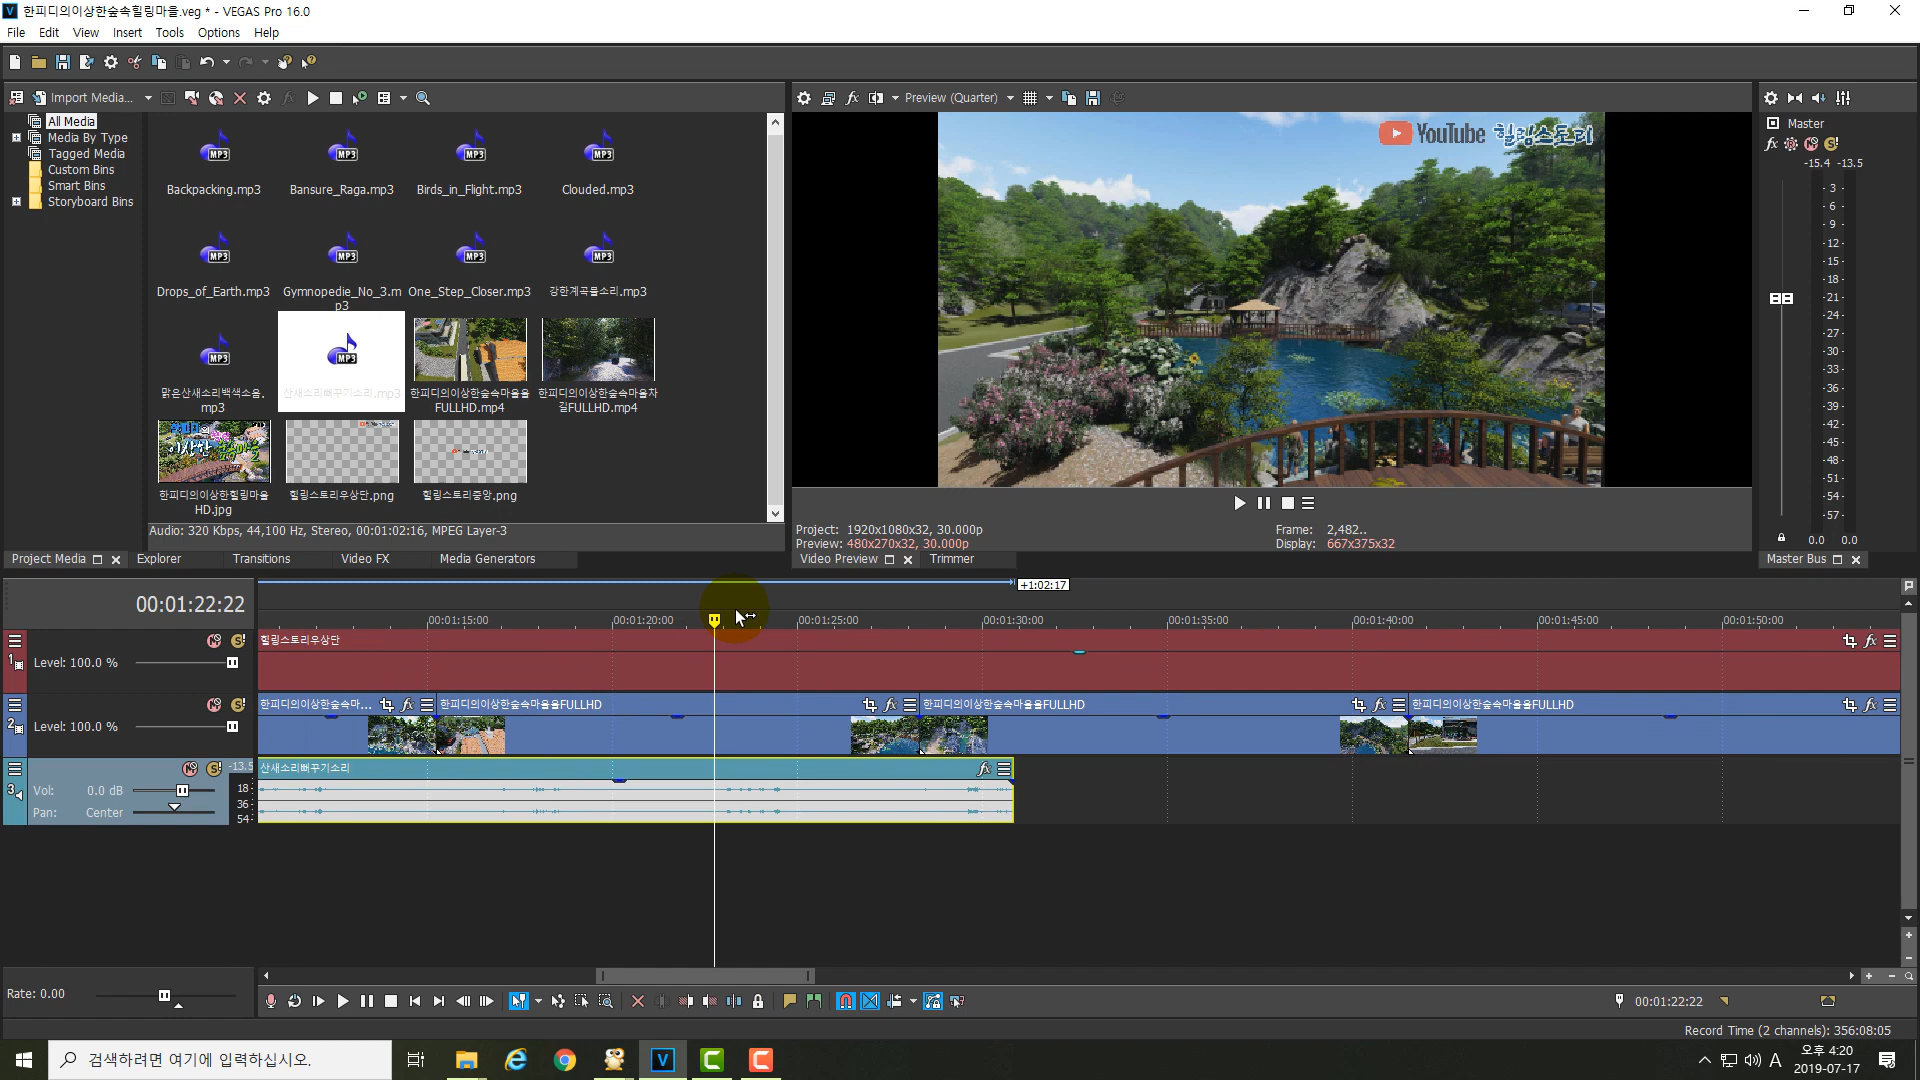 한피디의이상한숲속힐링마을.veg * - VEGAS Pro 16.0
File Edit View Insert Tools Options Help
Import Media...
All Media
Media By Type
Tagged Media
Custom Bins
Smart Bins
Storyboard Bins
Backpacking.mp3 Bansure_Raga.mp3 Birds_in_Flight.mp3 Clouded.mp3
Drops_of_Earth.mp3 Gymnopedie_No_3.mp3 One_Step_Closer.mp3 강한계곡물소리.mp3
맑은산새소리백색소음.mp3
산새소리뻐꾸기소리.mp3
한피디의이상한숲속마을을FULLHD.mp4
한피디의이상한숲속마을자길FULLHD.mp4
한피디의이상한힐링마을HD.jpg
힐링스토리우상단.png
힐링스토리중앙.png
Audio: 320 Kbps, 44,100 Hz, Stereo, 00:01:02:16, MPEG Layer-3
Project Media Explorer Transitions Video FX Media Generators
Preview (Quarter)
YouTube 힐링스토리
Project: 1920x1080x32, 30.000p
Preview: 480x270x32, 30.000p
Frame: 2,482..
Display: 667x375x32
Video Preview Trimmer
Master
-15.4 -13.5
3
6
9
12
15
18
21
24
27
30
33
36
39
42
45
48
51
54
57
0.0 0.0
Master Bus
00:01:22:22
+1:02:17
00:01:15:00 00:01:20:00 00:01:25:00 00:01:30:00 00:01:35:00 00:01:40:00 00:01:45:00 00:01:50:00
1
Level: 100.0 %
힐링스토리우상단
2
Level: 100.0 %
한피디의이상한숲속마... 한피디의이상한숲속마을을FULLHD 한피디의이상한숲속마을을FULLHD 한피디의이상한숲속마을을FULLHD
3
Vol: 0.0 dB
Pan: Center
-13.5
18
36
54
산새소리뻐꾸기소리
Rate: 0.00
00:01:22:22
Record Time (2 channels): 356:08:05
검색하려면 여기에 입력하십시오.
A
오후 4:20
2019-07-17